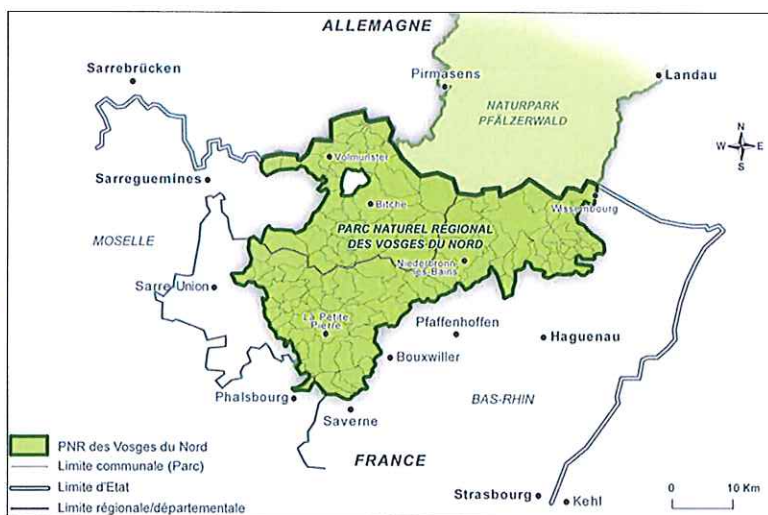 ALLEMAGNE
Sarrebrücken
Pirmasens
Landau
NATURPARK
PFÄLZERWALD
N
W E
S
Volmunster
Sarreguemines
Bitche
Wissembourg
MOSELLE
PARC NATUREL RÉGIONAL
DES VOSGES DU NORD
Niederbronn
les-Bains
Sarre Union
La Petite
Pierre
Pfaffenhoffen
Haguenau
Bouxwiller
BAS-RHIN
Phalsbourg
Saverne
PNR des Vosges du Nord
Limite communale (Parc)
FRANCE
Limite d'Etat
0 10 Km
Strasbourg
Kehl
Limite régionale/départementale